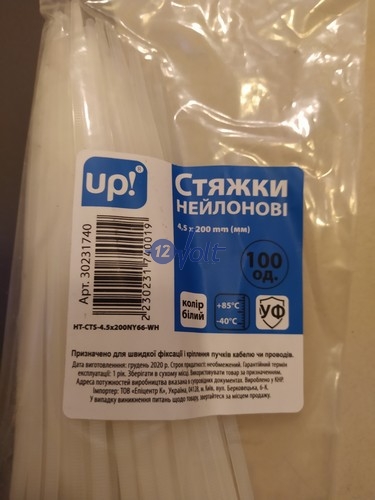 up!
СТЯЖКИ
НЕЙЛОНОВІ
4,5 x 200 mm (мм)
12Volt
100
од.
Арт. 30231740
2 230231 740019
колір
білий
+85°C
-40°C
УФ
HT-CTS-4.5x200NY66-WH
Призначено для швидкої фіксації і кріплення пучків кабелю чи проводів.
Дата виготовлення: грудень 2020 р. Строк придатності необмежений. Гарантійний термін
експлуатації: 1 рік. Зберігати в сухому місці. Використовувати товар за призначенням.
Адреса потужностей виробництва вказана в супровідних документах. Вироблено у КНР.
Імпортер: ТОВ «Епіцентр К», Україна, 04128, м. Київ, вул. Берковецька, 6-К.
У випадку виникнення питань щодо товару, звертайтеся за місцем продажу.